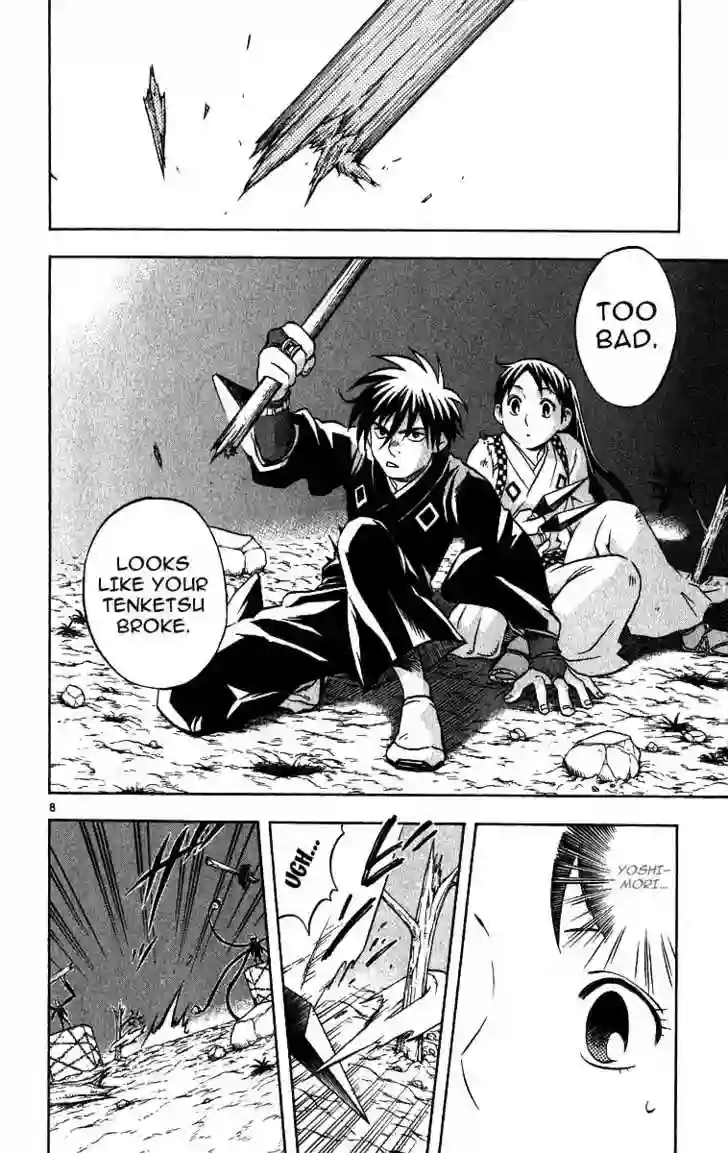 TOO
BAD.
LOOKS
LIKE YOUR
TENKETSU
BROKE.
8
YOSHI-
MORI...
UGH...